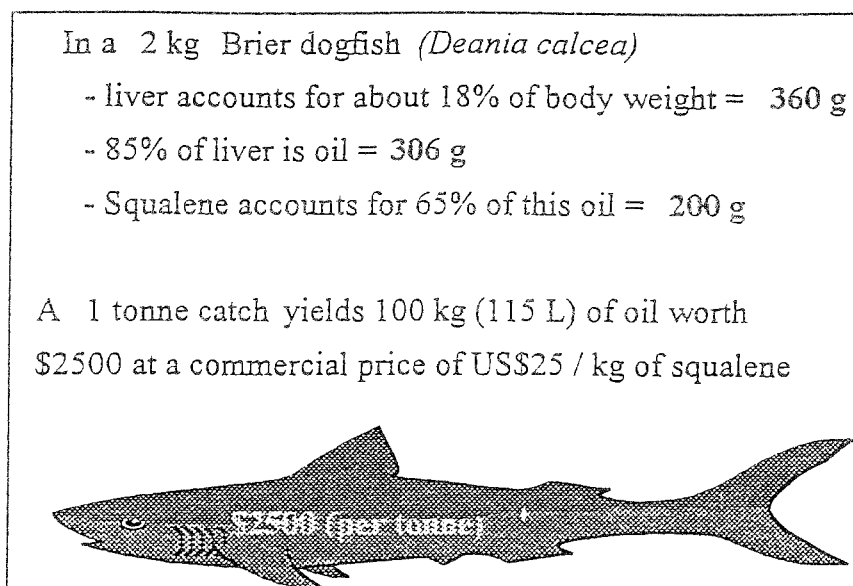 In a 2 kg Brier dogfish (Deania calcea)
- liver accounts for about 18% of body weight = 360 g
- 85% of liver is oil = 306 g
- Squalene accounts for 65% of this oil = 200 g
A 1 tonne catch yields 100 kg (115 L) of oil worth
$2500 at a commercial price of US$25 / kg of squalene
$2500 (per tonne)